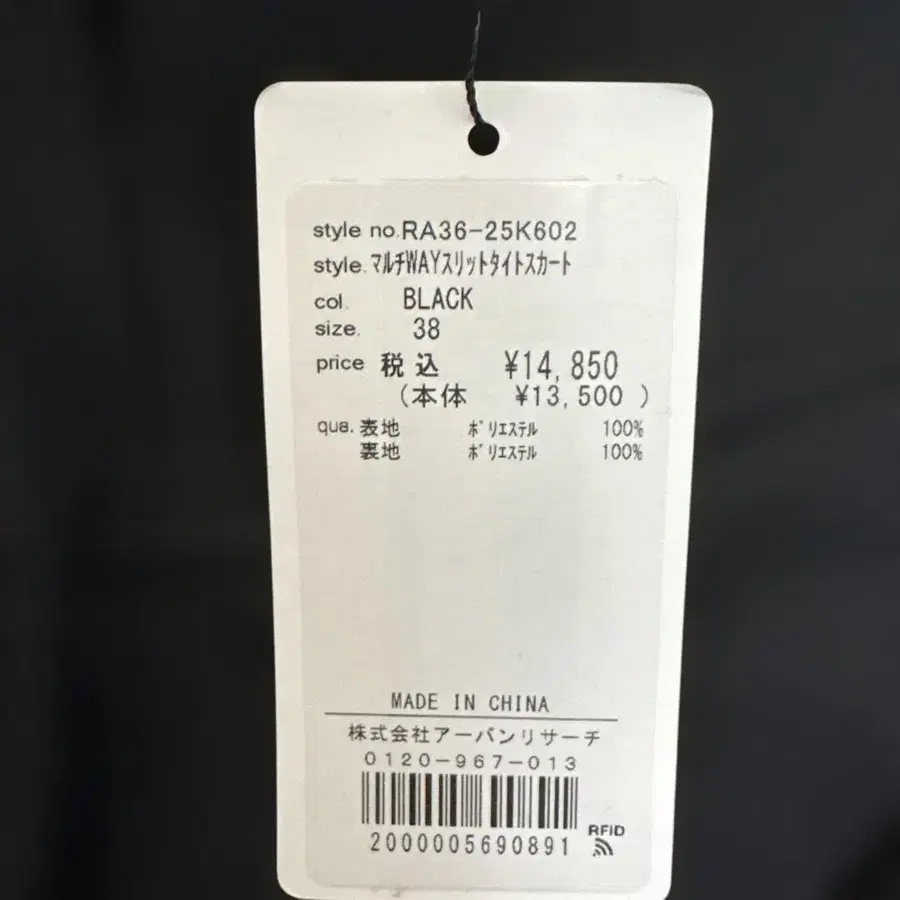 style no.RA36-25K602
style.マルチWAYスリットタイトスカート
col. BLACK
size. 38
price 税込 ¥14,850
(本体 ¥13,500 )
qua. 表地 ポリエステル 100%
裏地 ポリエステル 100%
MADE IN CHINA
株式会社アーバンリサーチ
0120-967-013
2000005690891
RFID